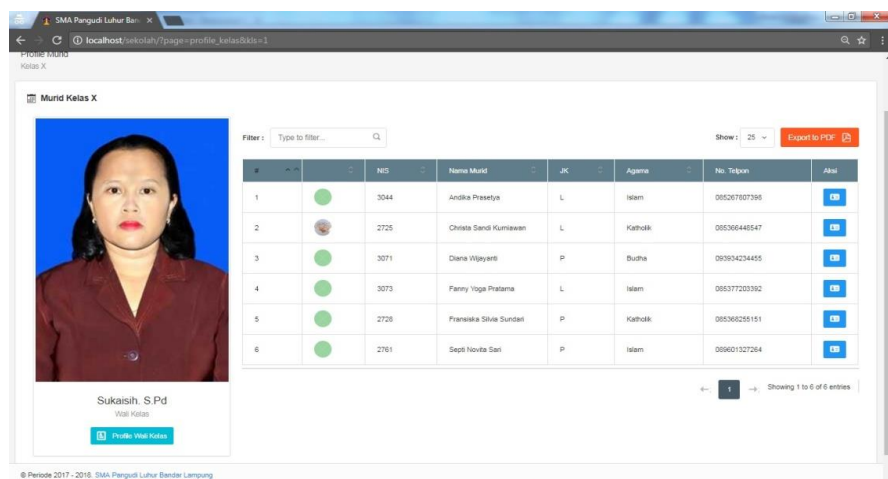 SMA Pangudi Luhur Ban
localhost/sekolah/?page=profile_kelas&kls=1
Profile Murid
Kelas X
Murid Kelas X
Filter : Type to filter...
Show : 25
Export to PDF
# NIS Nama Murid JK Agama No. Telpon Aksi
1 3044 Andika Prasetya L Islam 085267607396
2 2725 Christa Sandi Kurniawan L Katholik 085366446547
3 3071 Diana Wijayanti P Budha 093934234455
4 3073 Fanny Yoga Pratama L Islam 085377203392
5 2726 Fransiska Silvia Sundari P Katholik 085368255151
6 2761 Septi Novita Sari P Islam 089601327264
1 Showing 1 to 6 of 6 entries
Sukaisih. S.Pd
Wali Kelas
Profile Wali Kelas
© Periode 2017 - 2018. SMA Pangudi Luhur Bandar Lampung